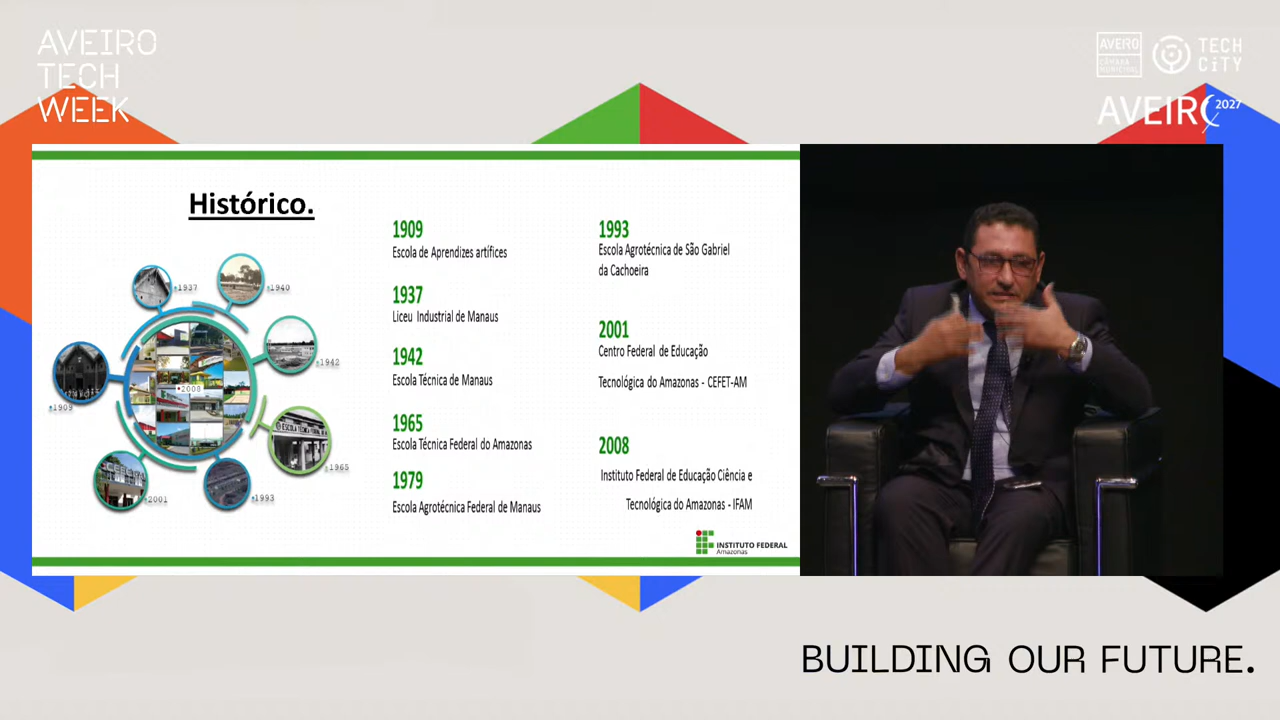 AVEIRO
TECH
WEEK
AVEIRO
CÂMARA
MUNICIPAL
TECH
CITY
AVEIRO
2027
Histórico.
•1937
•1940
•1942
•1909
•2008
•1965
•2001
•1993
1909
Escola de Aprendizes artífices
1937
Liceu Industrial de Manaus
1942
Escola Técnica de Manaus
1965
Escola Técnica Federal do Amazonas
1979
Escola Agrotécnica Federal de Manaus
1993
Escola Agrotécnica de São Gabriel
da Cachoeira
2001
Centro Federal de Educação
Tecnológica do Amazonas - CEFET-AM
2008
Instituto Federal de Educação Ciência e
Tecnológica do Amazonas - IFAM
INSTITUTO FEDERAL
Amazonas
BUILDING OUR FUTURE.